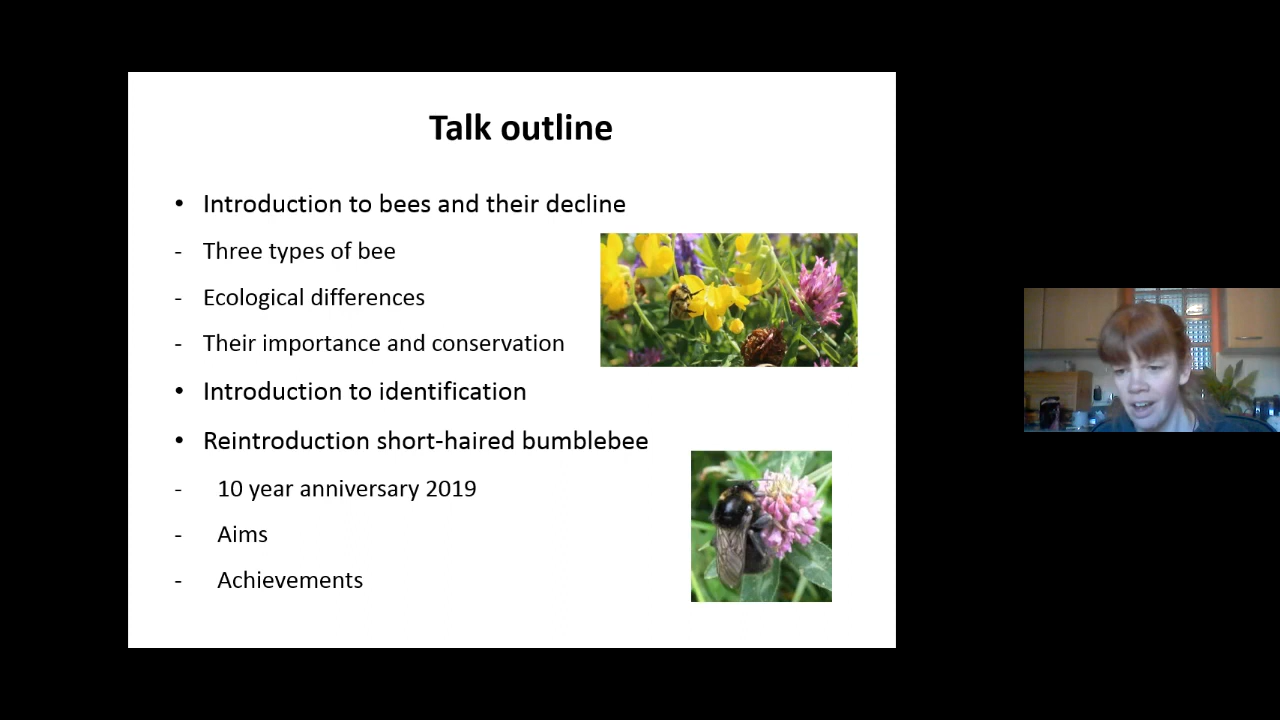 Talk outline
• Introduction to bees and their decline
- Three types of bee
- Ecological differences
- Their importance and conservation
• Introduction to identification
• Reintroduction short-haired bumblebee
- 10 year anniversary 2019
- Aims
- Achievements